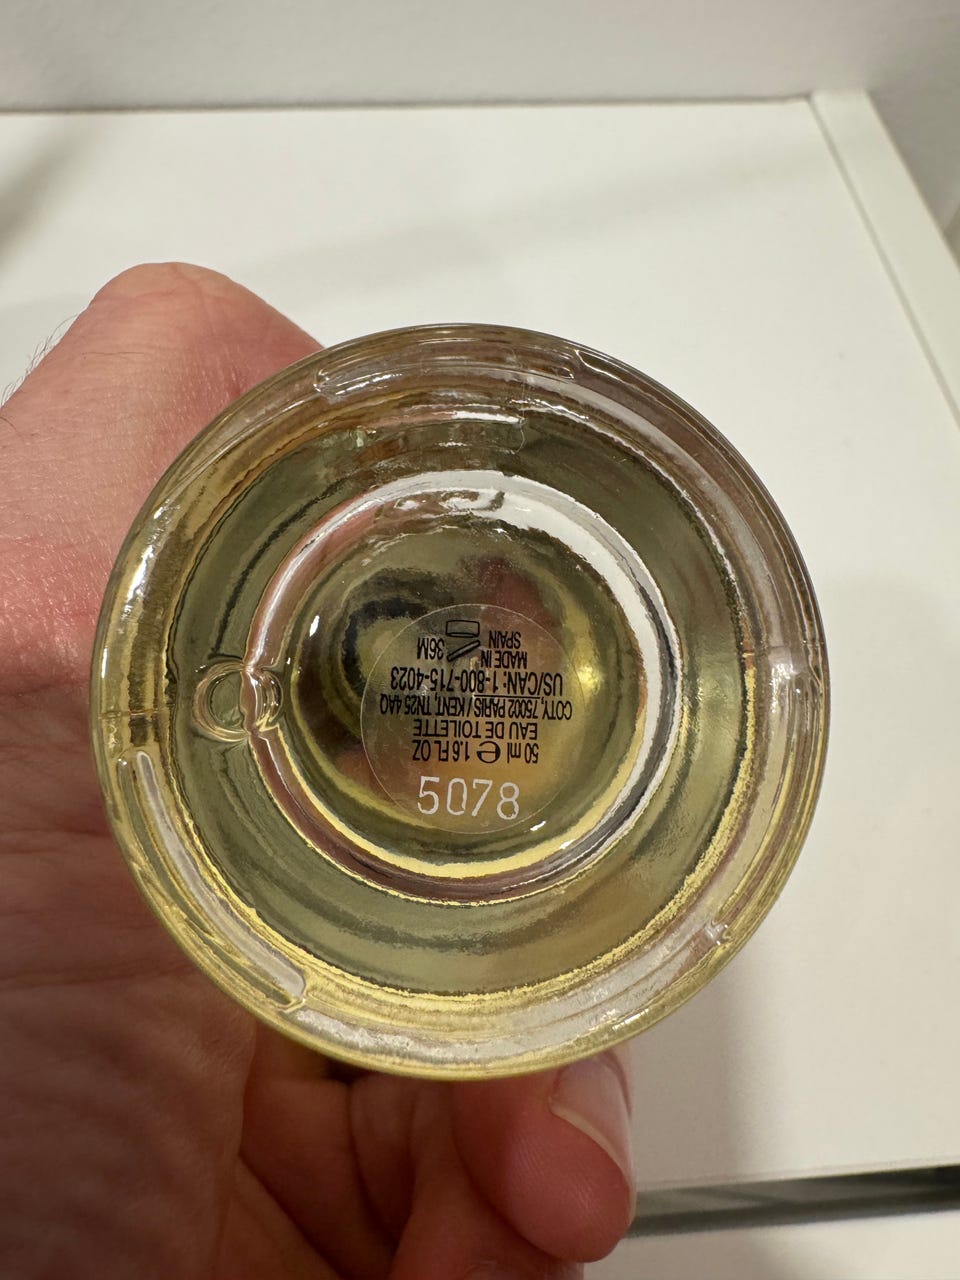 5078
50 ml ℮ 1.6 FL.OZ
EAU DE TOILETTE
COTY, 75002 PARIS / KENT, TN25 4AQ
US/CAN: 1-800-715-4023
MADE IN
SPAIN
36M